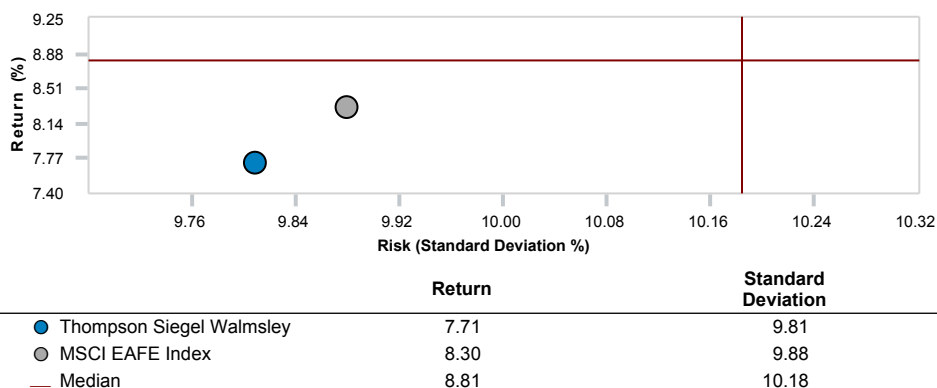 9.25
8.88
8.51
8.14
7.77
7.40
Return (%)
9.76 9.84 9.92 10.00 10.08 10.16 10.24 10.32
Risk (Standard Deviation %)
Return Standard Deviation
Thompson Siegel Walmsley 7.71 9.81
MSCI EAFE Index 8.30 9.88
Median 8.81 10.18